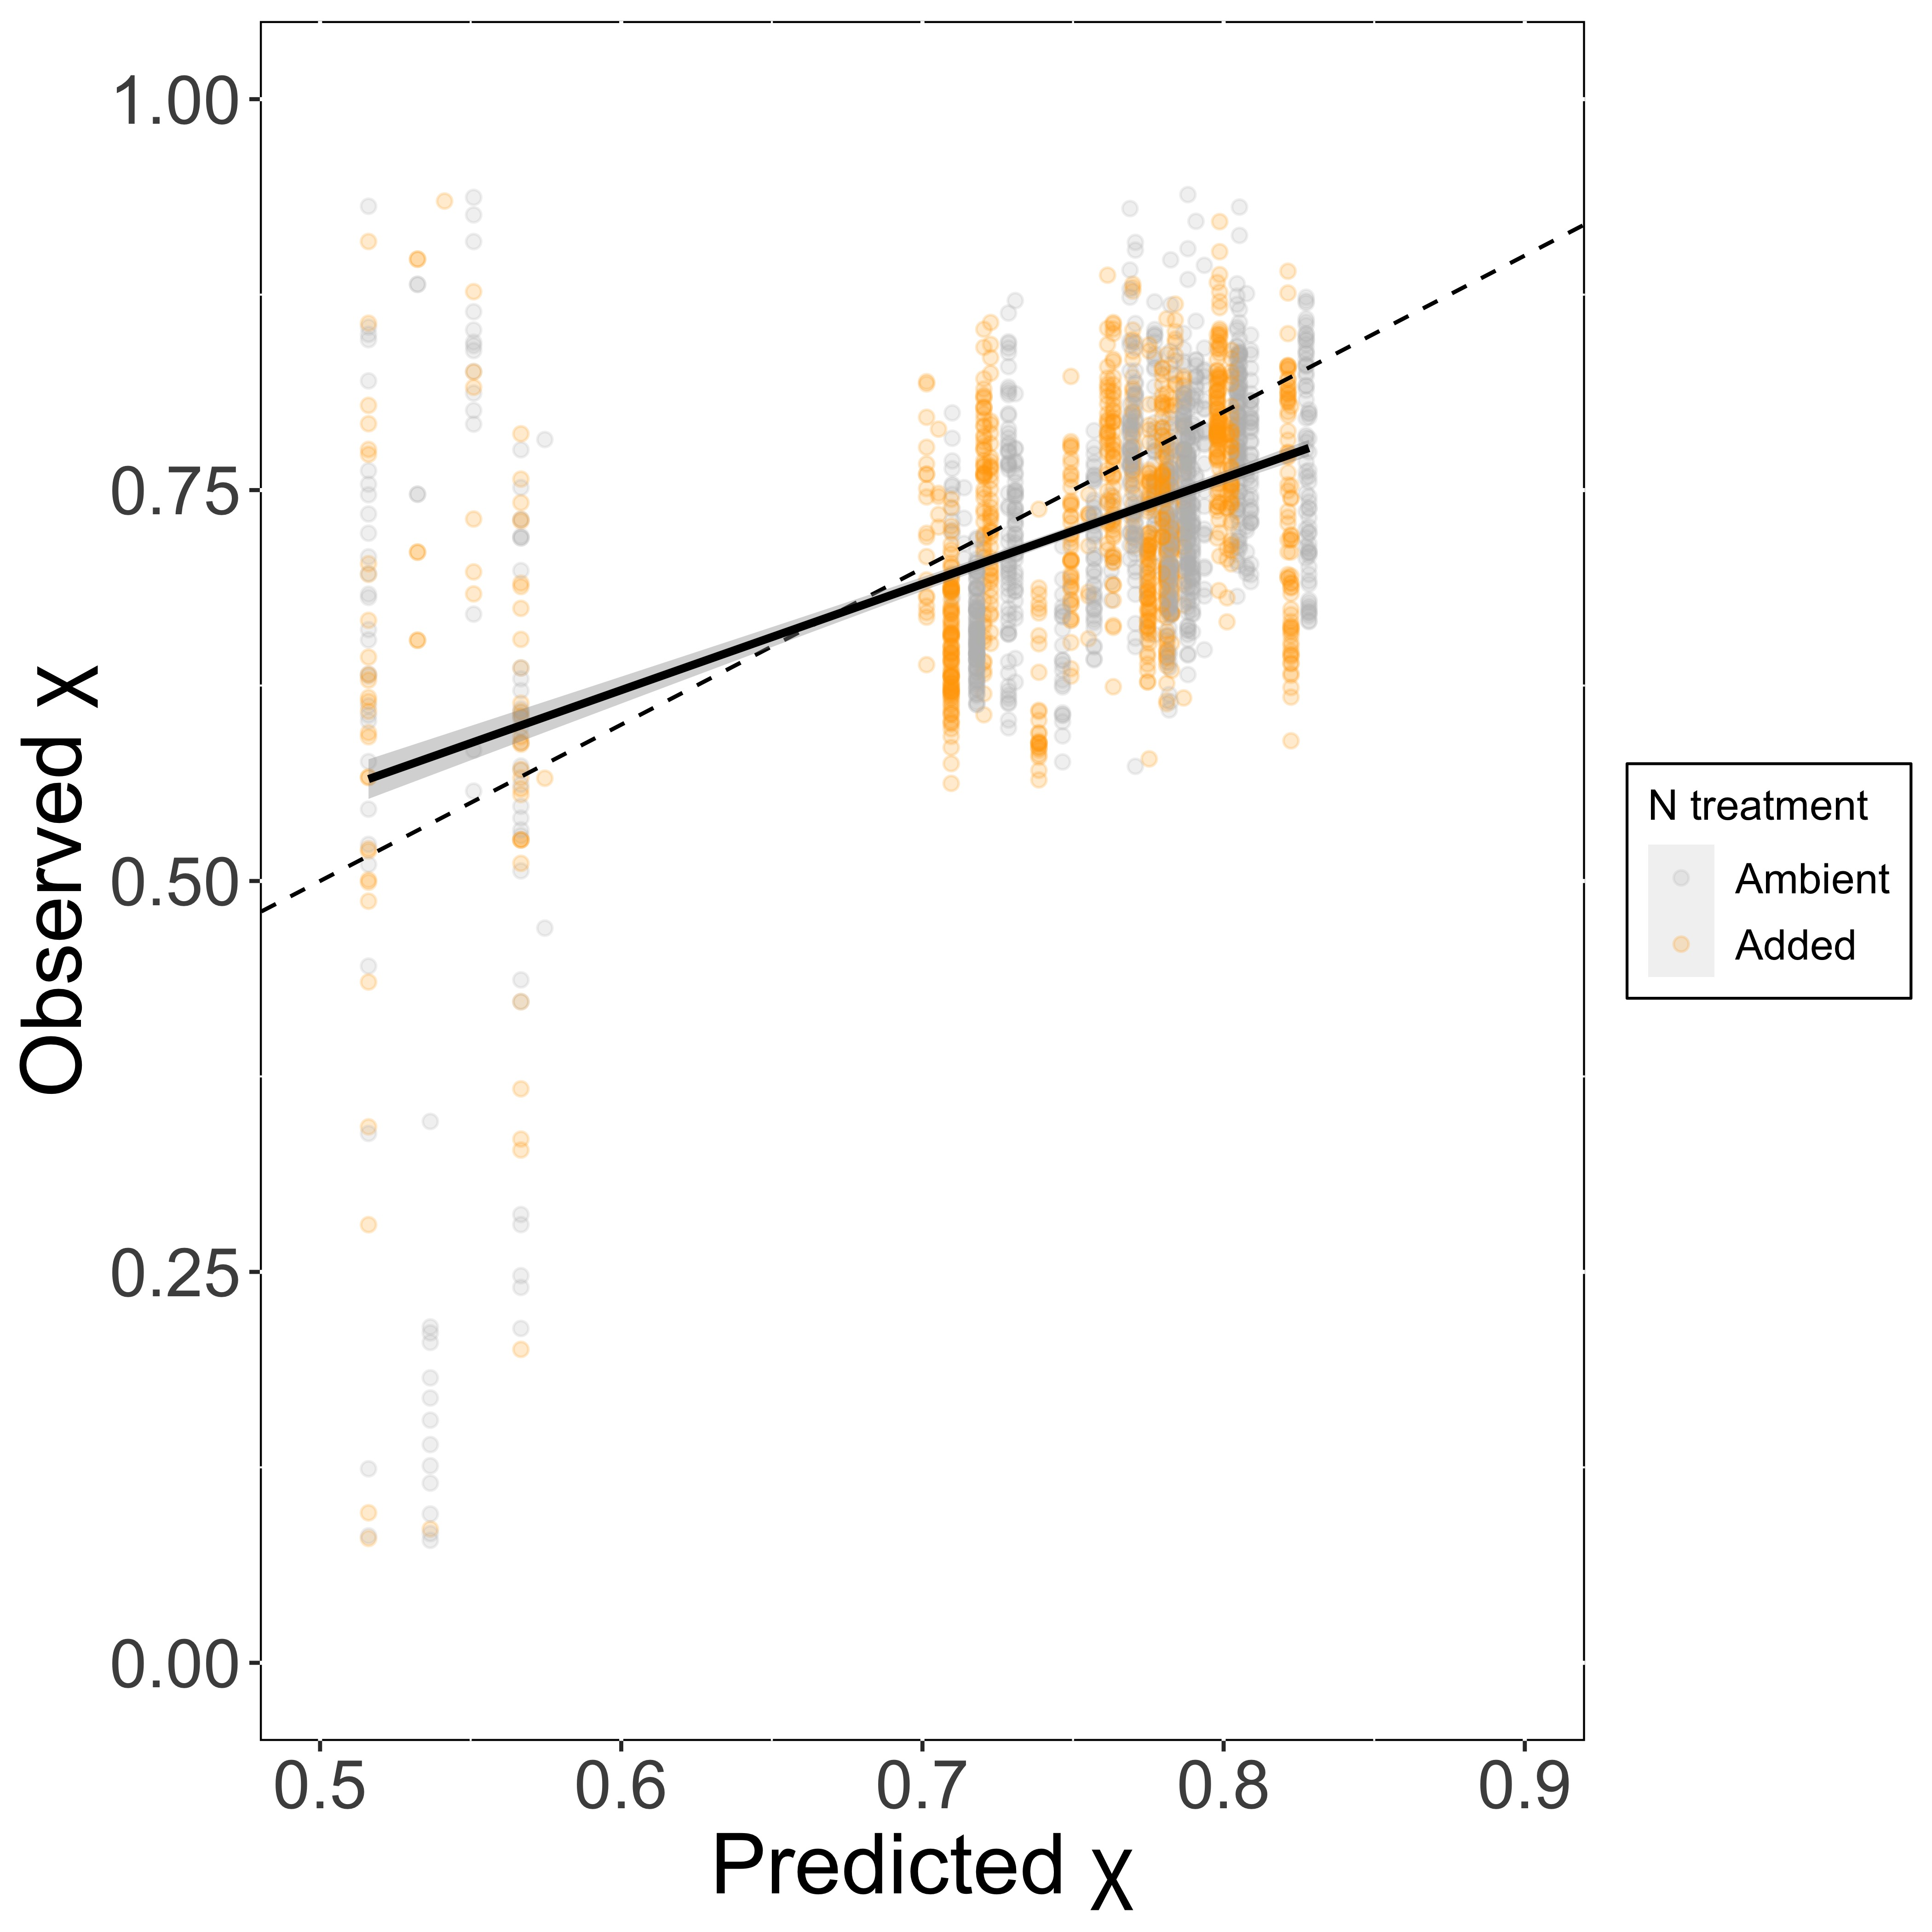 1.00
0.75
0.50
0.25
0.00
Observed χ
0.5 0.6 0.7 0.8 0.9
Predicted χ
N treatment
Ambient
Added